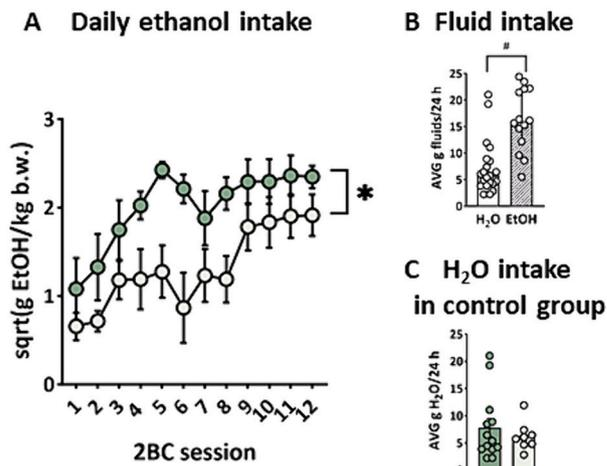 A Daily ethanol intake
sqrt(g EtOH/kg b.w.)
3
2
1
0
1 2 3 4 5 6 7 8 9 10 11 12
2BC session
*
B Fluid intake
#
AVG g fluids/24 h
25
20
15
10
5
0
H₂O EtOH
C H₂O intake
in control group
AVG g H₂O/24 h
25
20
15
10
5